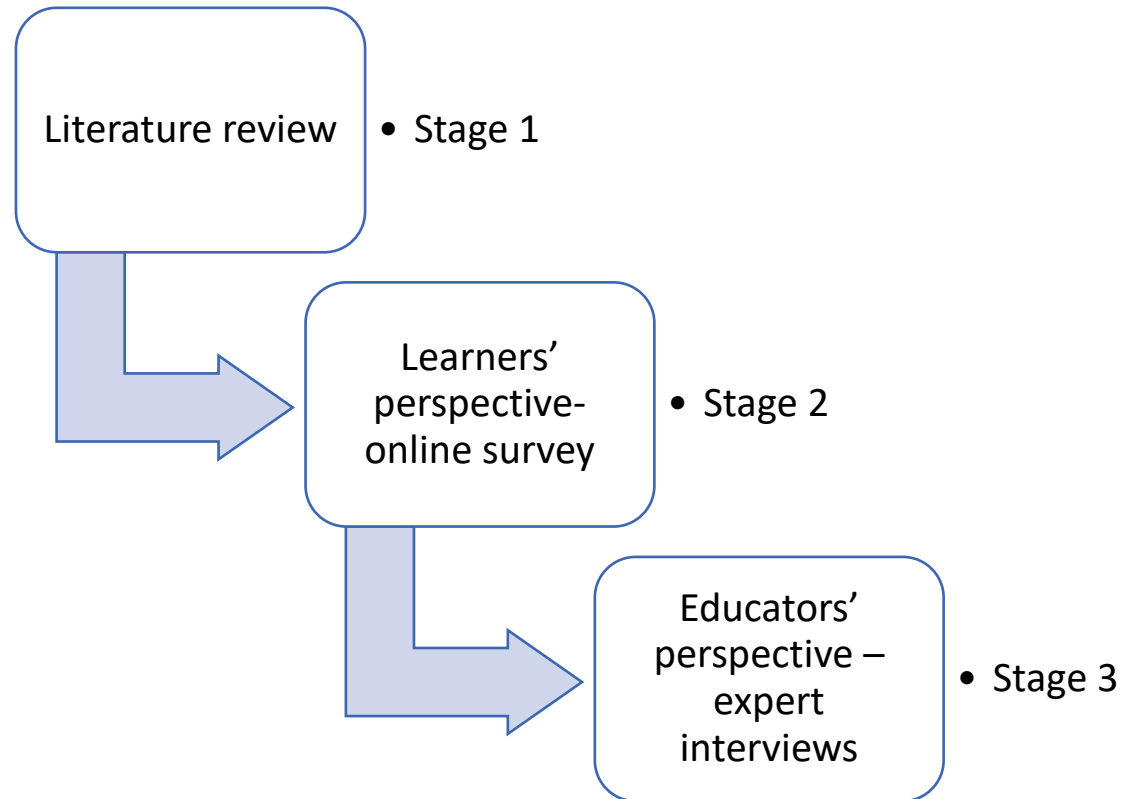 Literature review
• Stage 1
Learners’
perspective-
online survey
• Stage 2
Educators’
perspective –
expert
interviews
• Stage 3